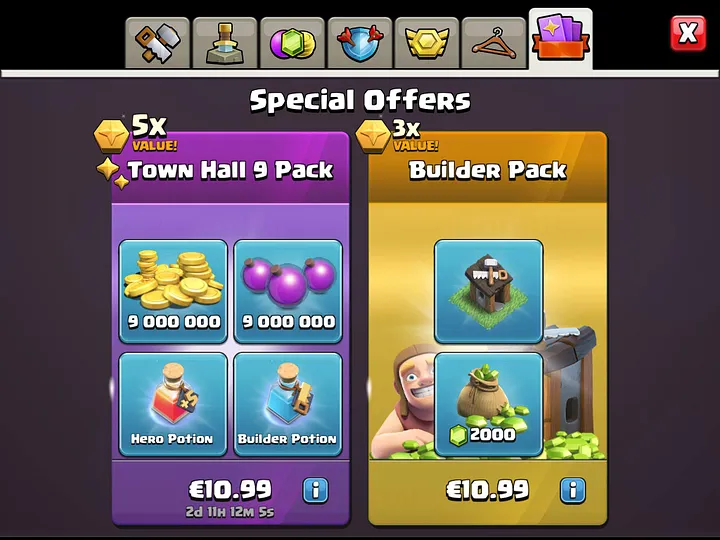 X
Special Offers
5x
VALUE!
Town Hall 9 Pack
9 000 000
9 000 000
Hero Potion
Builder Potion
€10.99
i
2d 11h 12m 5s
3x
VALUE!
Builder Pack
2000
€10.99
i